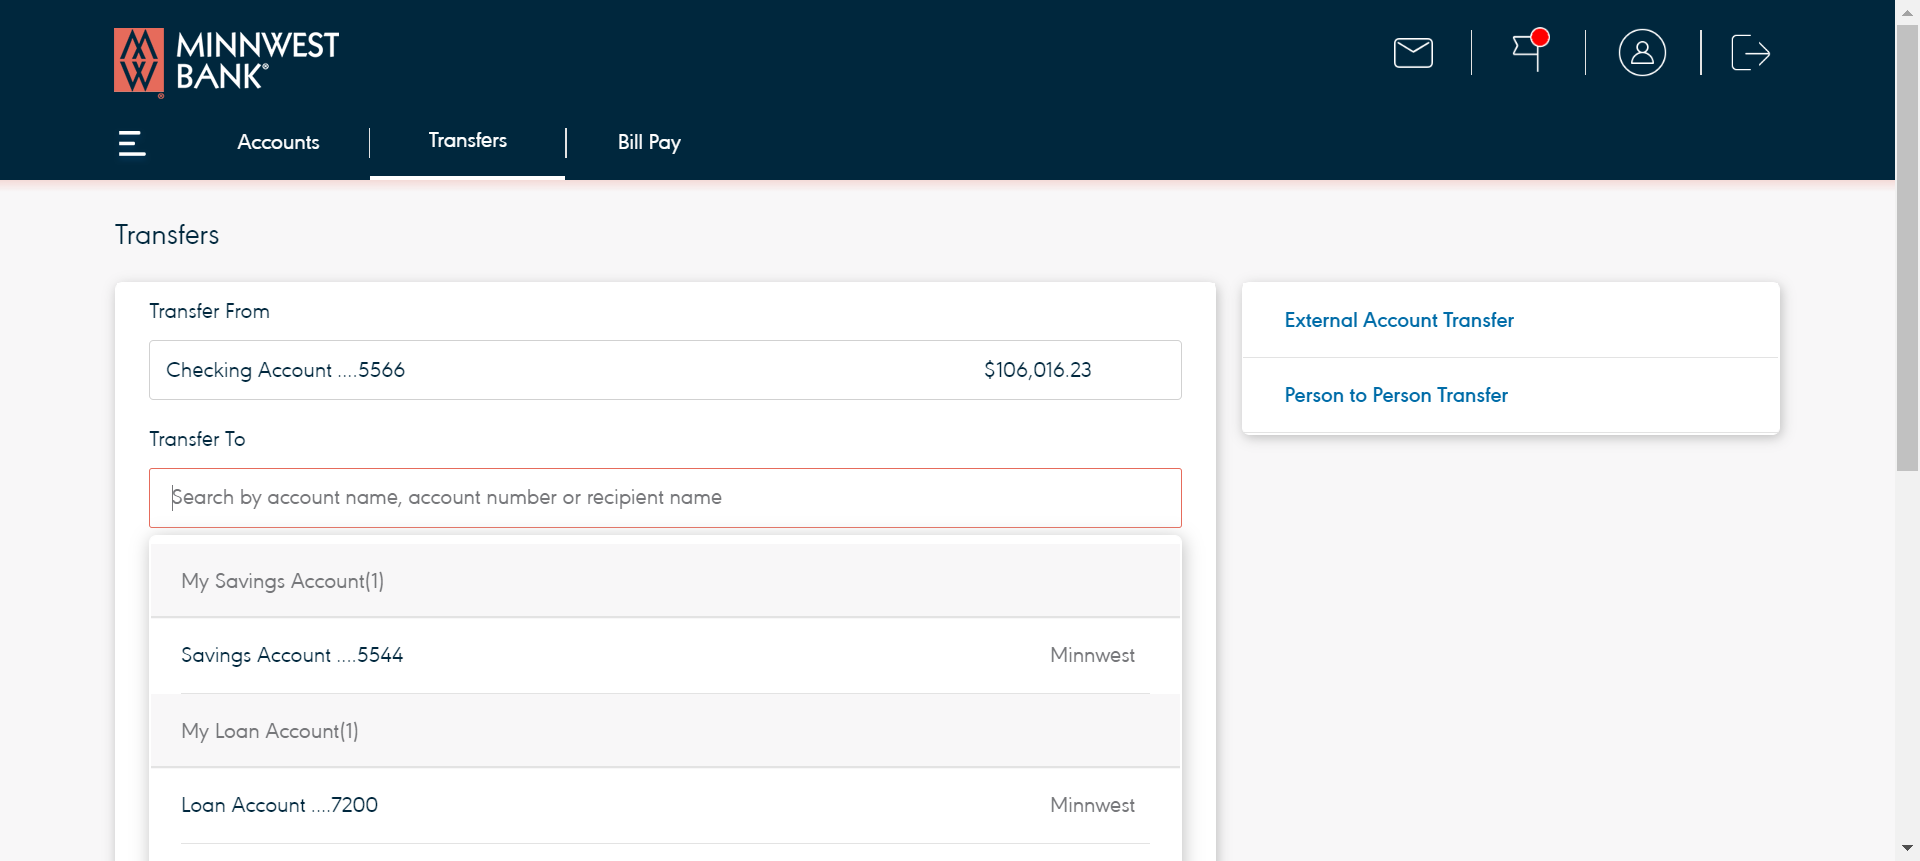 MINNWEST
BANK®
Accounts
Transfers
Bill Pay
Transfers
Transfer From
Checking Account ....5566 $106,016.23
Transfer To
Search by account name, account number or recipient name
My Savings Account(1)
Savings Account ....5544 Minnwest
My Loan Account(1)
Loan Account ....7200 Minnwest
External Account Transfer
Person to Person Transfer